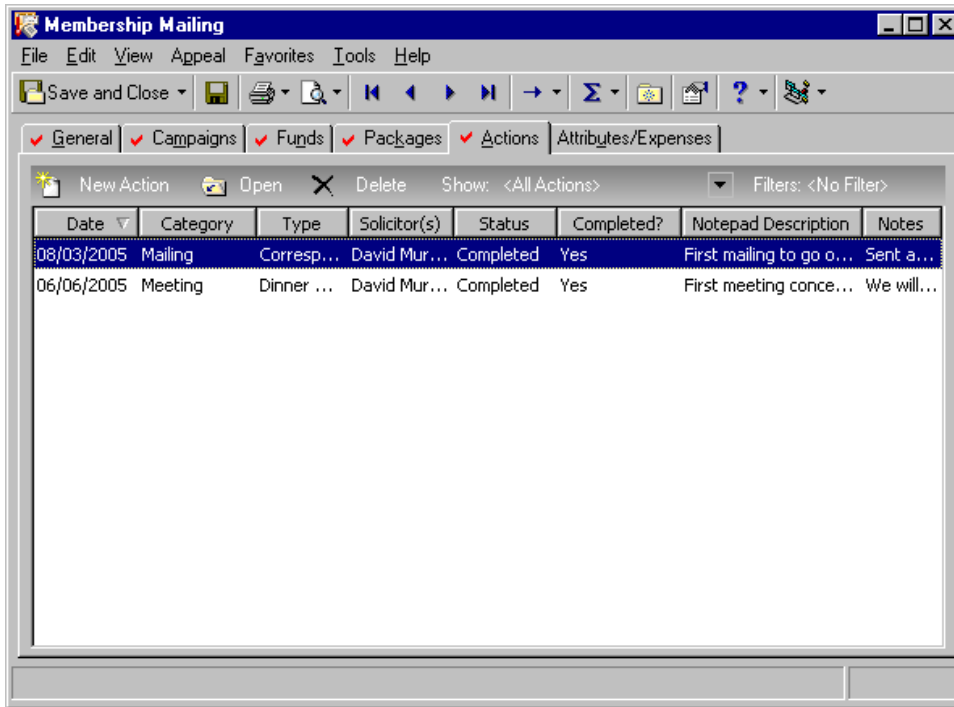 Membership Mailing
File Edit View Appeal Favorites Tools Help
Save and Close
General Campaigns Funds Packages Actions Attributes/Expenses
New Action Open Delete Show: <All Actions> Filters: <No Filter>
Date Category Type Solicitor(s) Status Completed? Notepad Description Notes
08/03/2005 Mailing Corresp... David Mur... Completed Yes First mailing to go o... Sent a...
06/06/2005 Meeting Dinner ... David Mur... Completed Yes First meeting conce... We will...